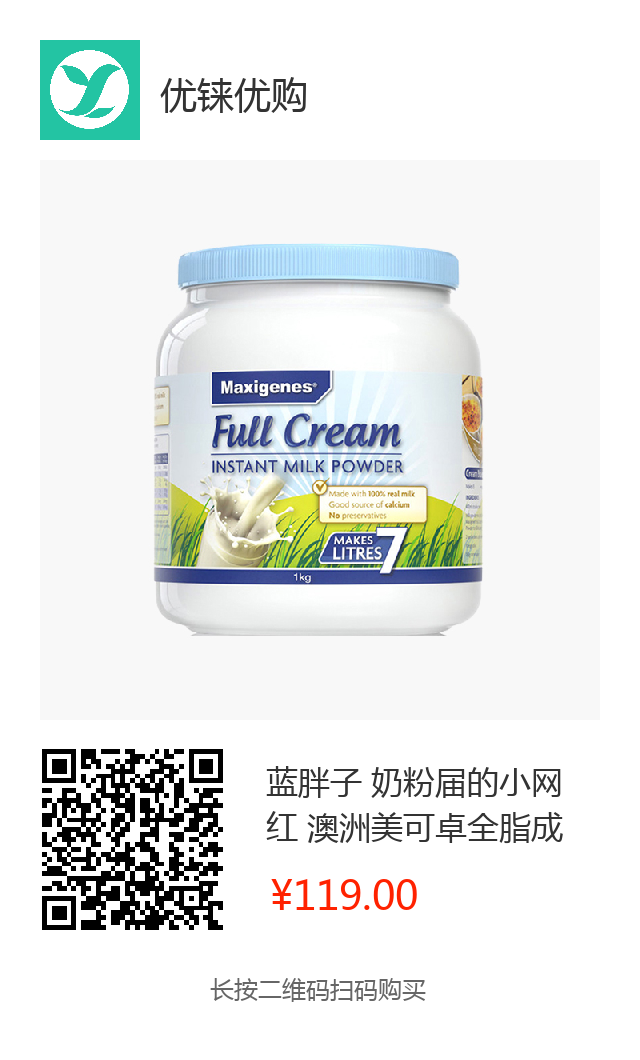 优铼优购
Maxigenes®
Full Cream
INSTANT MILK POWDER
Made with 100% real milk
Good source of calcium
No preservatives
MAKES
7
LITRES
1kg
蓝胖子 奶粉届的小网
红 澳洲美可卓全脂成
¥119.00
长按二维码扫码购买